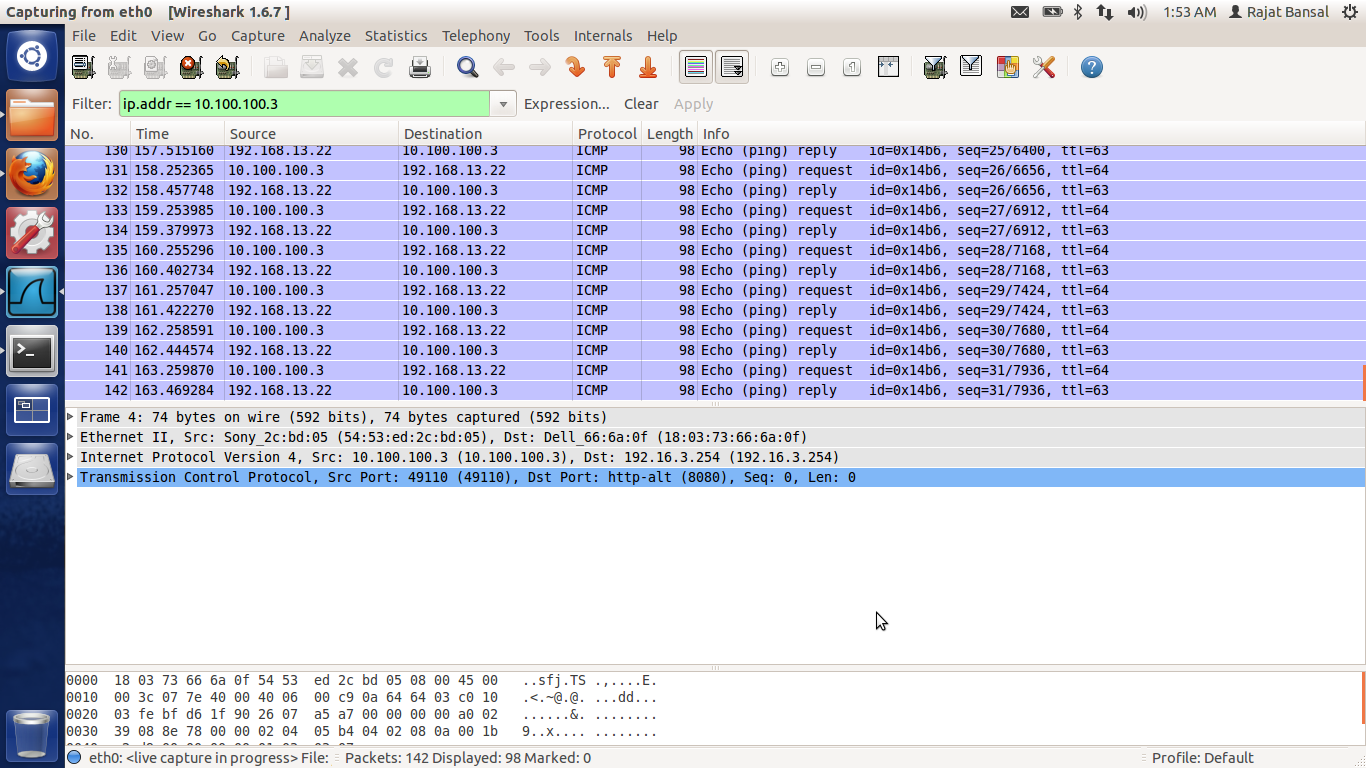 Capturing from eth0 [Wireshark 1.6.7 ] 1:53 AM Rajat Bansal
File Edit View Go Capture Analyze Statistics Telephony Tools Internals Help
Filter: ip.addr == 10.100.100.3 Expression... Clear Apply
No. Time Source Destination Protocol Length Info
130 157.515160 192.168.13.22 10.100.100.3 ICMP 98 Echo (ping) reply id=0x14b6, seq=25/6400, ttl=63
131 158.252365 10.100.100.3 192.168.13.22 ICMP 98 Echo (ping) request id=0x14b6, seq=26/6656, ttl=64
132 158.457748 192.168.13.22 10.100.100.3 ICMP 98 Echo (ping) reply id=0x14b6, seq=26/6656, ttl=63
133 159.253985 10.100.100.3 192.168.13.22 ICMP 98 Echo (ping) request id=0x14b6, seq=27/6912, ttl=64
134 159.379973 192.168.13.22 10.100.100.3 ICMP 98 Echo (ping) reply id=0x14b6, seq=27/6912, ttl=63
135 160.255296 10.100.100.3 192.168.13.22 ICMP 98 Echo (ping) request id=0x14b6, seq=28/7168, ttl=64
136 160.402734 192.168.13.22 10.100.100.3 ICMP 98 Echo (ping) reply id=0x14b6, seq=28/7168, ttl=63
137 161.257047 10.100.100.3 192.168.13.22 ICMP 98 Echo (ping) request id=0x14b6, seq=29/7424, ttl=64
138 161.422270 192.168.13.22 10.100.100.3 ICMP 98 Echo (ping) reply id=0x14b6, seq=29/7424, ttl=63
139 162.258591 10.100.100.3 192.168.13.22 ICMP 98 Echo (ping) request id=0x14b6, seq=30/7680, ttl=64
140 162.444574 192.168.13.22 10.100.100.3 ICMP 98 Echo (ping) reply id=0x14b6, seq=30/7680, ttl=63
141 163.259870 10.100.100.3 192.168.13.22 ICMP 98 Echo (ping) request id=0x14b6, seq=31/7936, ttl=64
142 163.469284 192.168.13.22 10.100.100.3 ICMP 98 Echo (ping) reply id=0x14b6, seq=31/7936, ttl=63
Frame 4: 74 bytes on wire (592 bits), 74 bytes captured (592 bits)
Ethernet II, Src: Sony_2c:bd:05 (54:53:ed:2c:bd:05), Dst: Dell_66:6a:0f (18:03:73:66:6a:0f)
Internet Protocol Version 4, Src: 10.100.100.3 (10.100.100.3), Dst: 192.16.3.254 (192.16.3.254)
Transmission Control Protocol, Src Port: 49110 (49110), Dst Port: http-alt (8080), Seq: 0, Len: 0
0000 18 03 73 66 6a 0f 54 53 ed 2c bd 05 08 00 45 00 ..sfj.TS .,....E.
0010 00 3c 07 7e 40 00 40 06 00 c9 0a 64 64 03 c0 10 .<.~@.@. ...dd...
0020 03 fe bf d6 1f 90 26 07 a5 a7 00 00 00 00 a0 02 ......&. ........
0030 39 08 8e 78 00 00 02 04 05 b4 04 02 08 0a 00 1b 9..x.... ........
eth0: <live capture in progress> File: Packets: 142 Displayed: 98 Marked: 0 Profile: Default